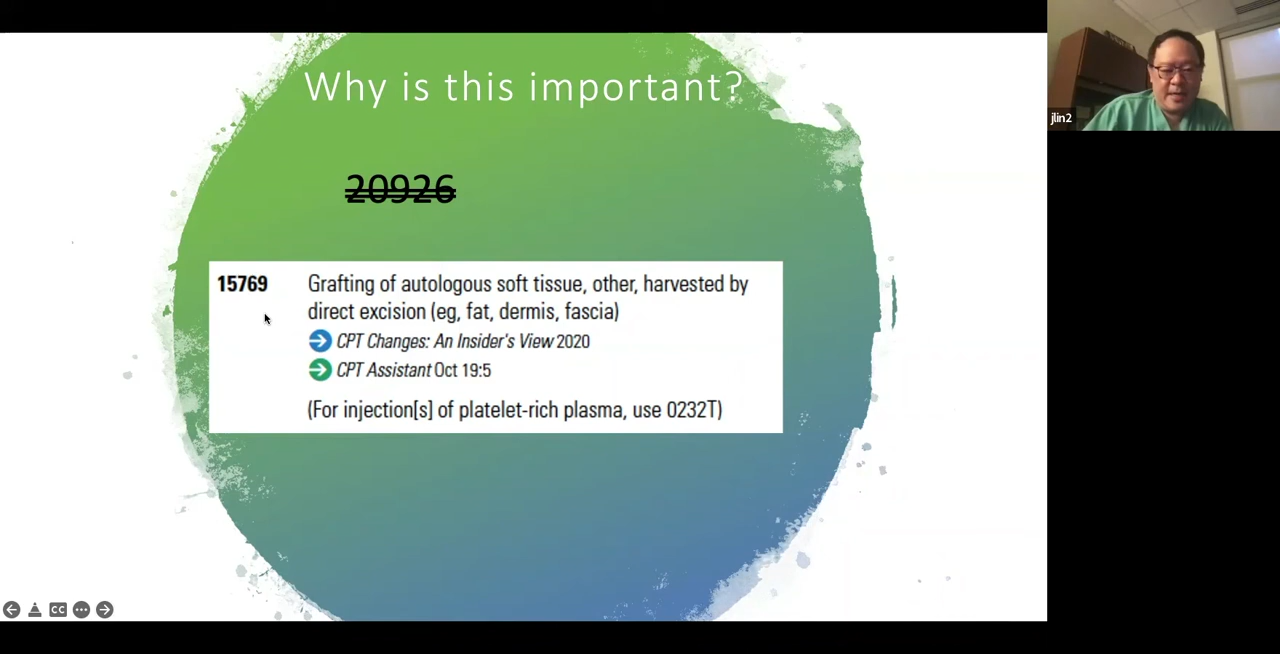 Why is this important?
20926
15769 Grafting of autologous soft tissue, other, harvested by
direct excision (eg, fat, dermis, fascia)
CPT Changes: An Insider's View 2020
CPT Assistant Oct 19:5
(For injection[s] of platelet-rich plasma, use 0232T)
jlin2
CC